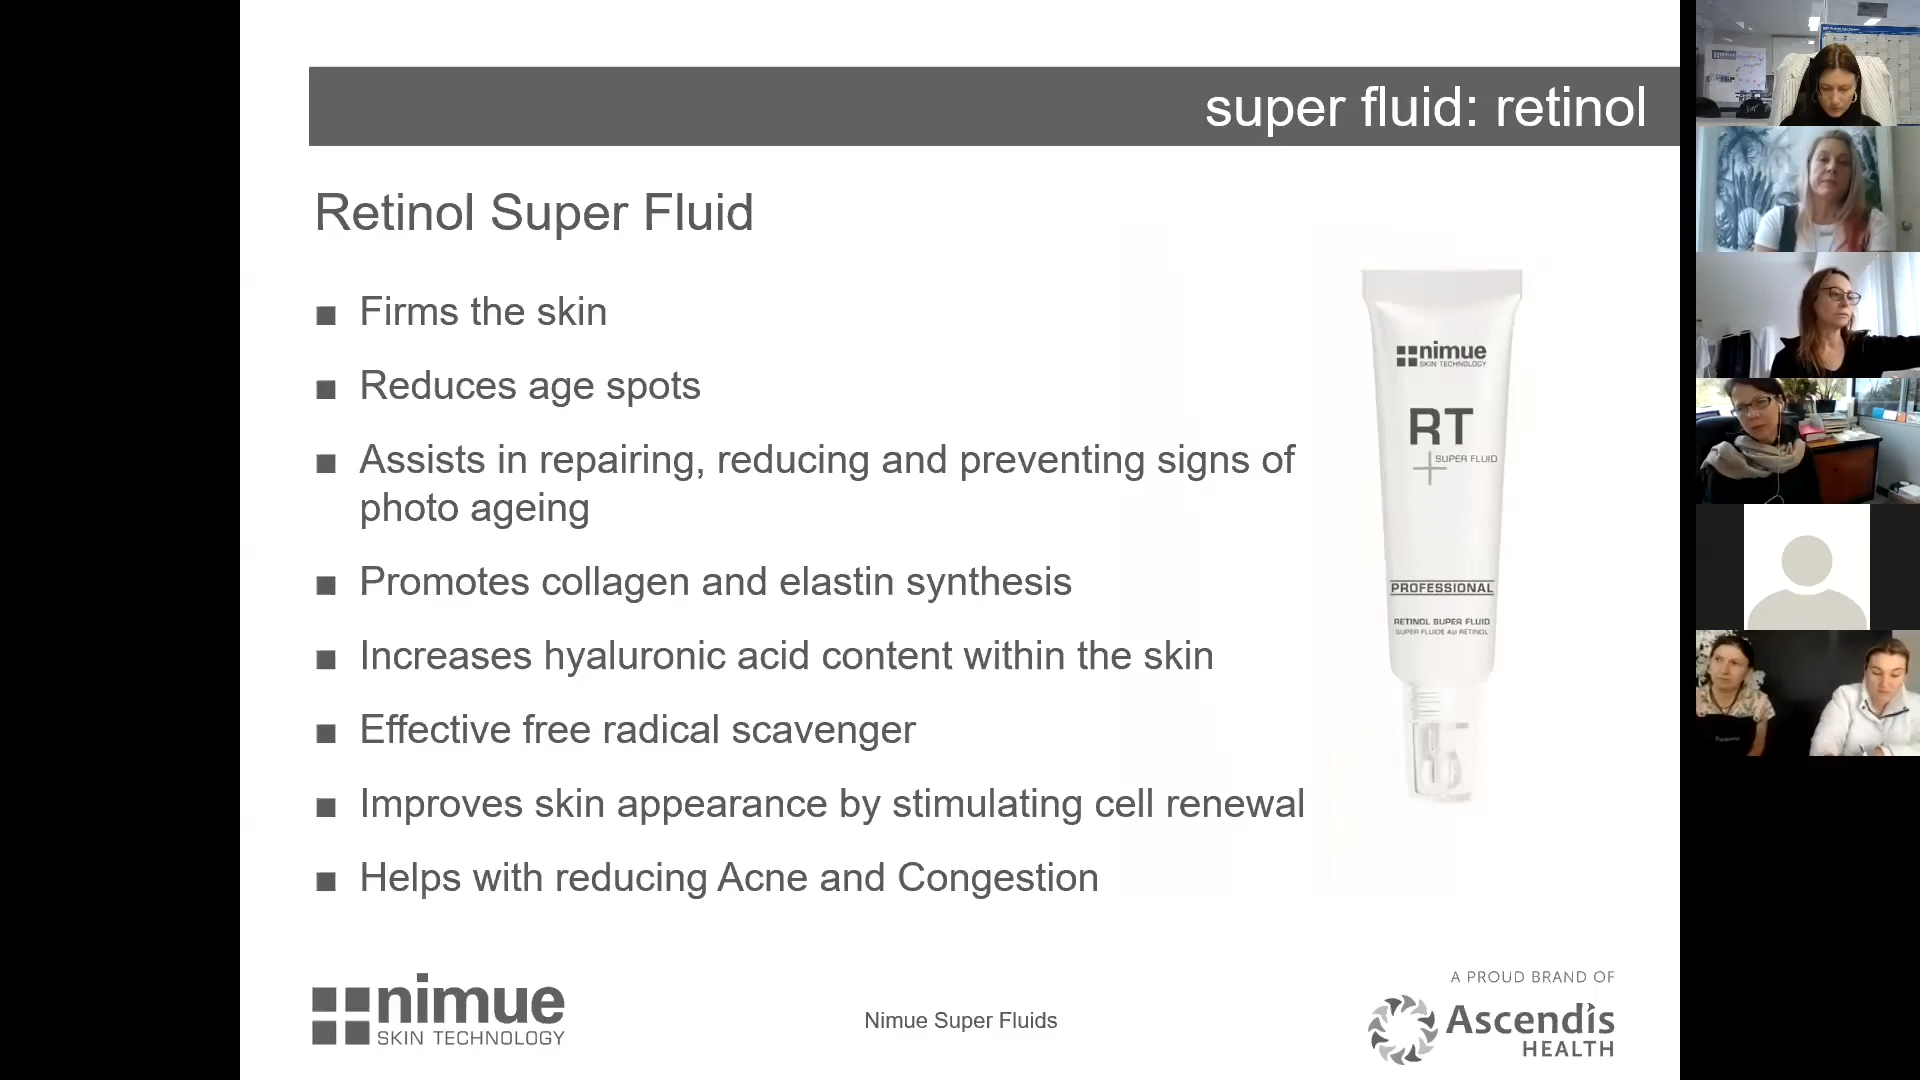 super fluid: retinol
Retinol Super Fluid
Firms the skin
Reduces age spots
Assists in repairing, reducing and preventing signs of
photo ageing
Promotes collagen and elastin synthesis
Increases hyaluronic acid content within the skin
Effective free radical scavenger
Improves skin appearance by stimulating cell renewal
Helps with reducing Acne and Congestion
nimue
SKIN TECHNOLOGY
RT
SUPER FLUID
PROFESSIONAL
RETINOL SUPER FLUID
SUPER FLUIDE AU RETINOL
nimue
SKIN TECHNOLOGY
Nimue Super Fluids
A PROUD BRAND OF
Ascendis
HEALTH